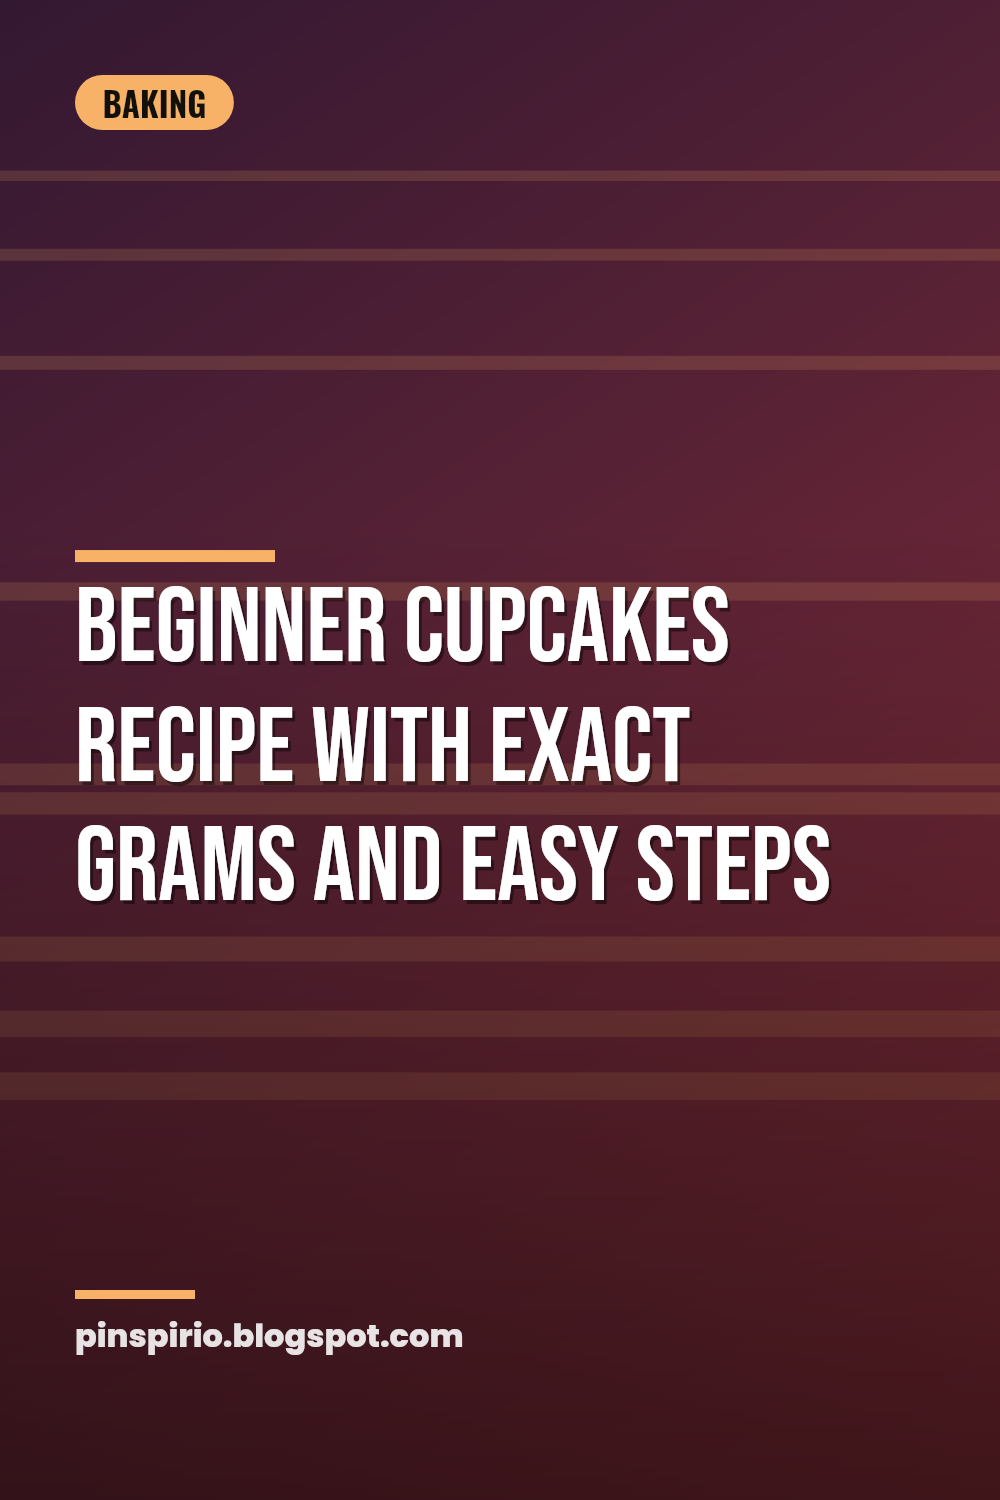 BAKING
BEGINNER CUPCAKES
RECIPE WITH EXACT
GRAMS AND EASY STEPS
pinspirio.blogspot.com